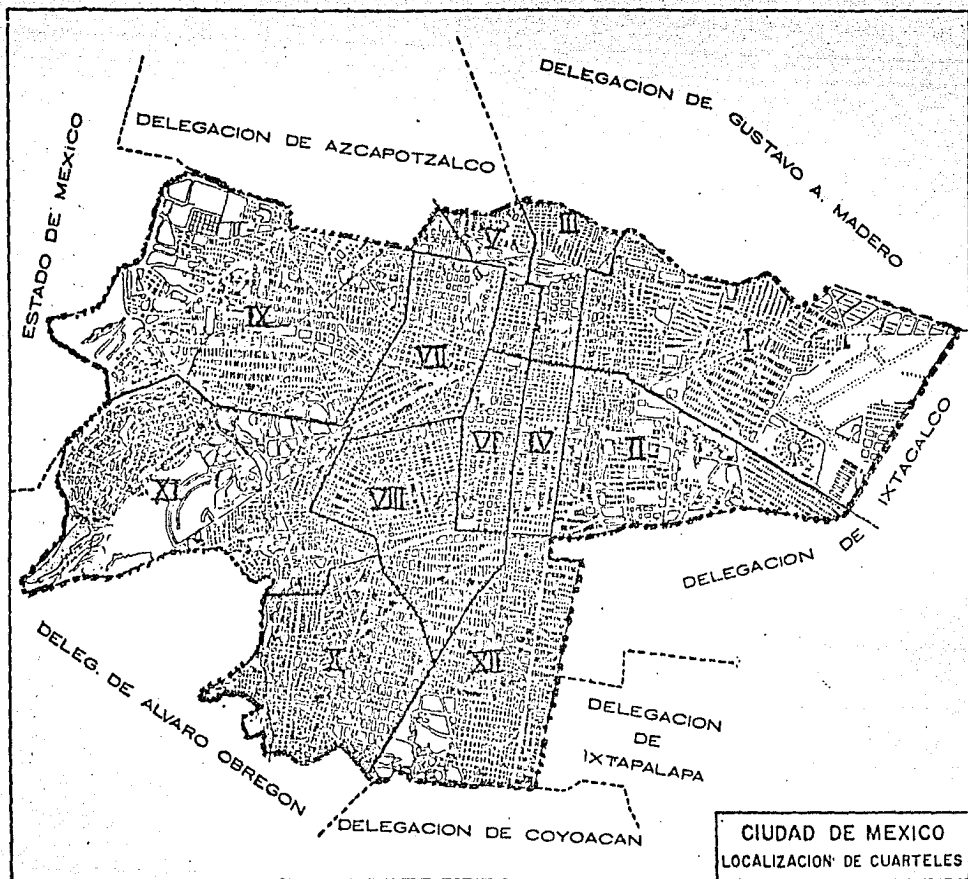 DELEGACION DE GUSTAVO A. MADERO
DELEGACION DE AZCAPOTZALCO
ESTADO DE MEXICO
V
III
IX
VII
I
VI
IV
II
XI
VIII
DELEGACION DE IXTACALCO
X
XII
DELEG. DE ALVARO OBREGON
DELEGACION
DE
IXTAPALAPA
DELEGACION DE COYOACAN
CIUDAD DE MEXICO
LOCALIZACION DE CUARTELES